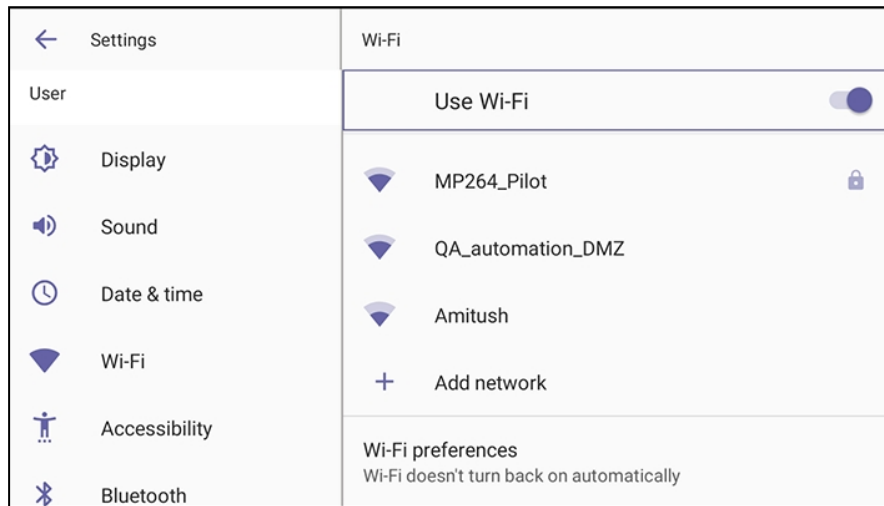 Settings
User
Display
Sound
Date & time
Wi-Fi
Accessibility
Bluetooth
Wi-Fi
Use Wi-Fi
MP264_Pilot
QA_automation_DMZ
Amitush
Add network
Wi-Fi preferences
Wi-Fi doesn't turn back on automatically